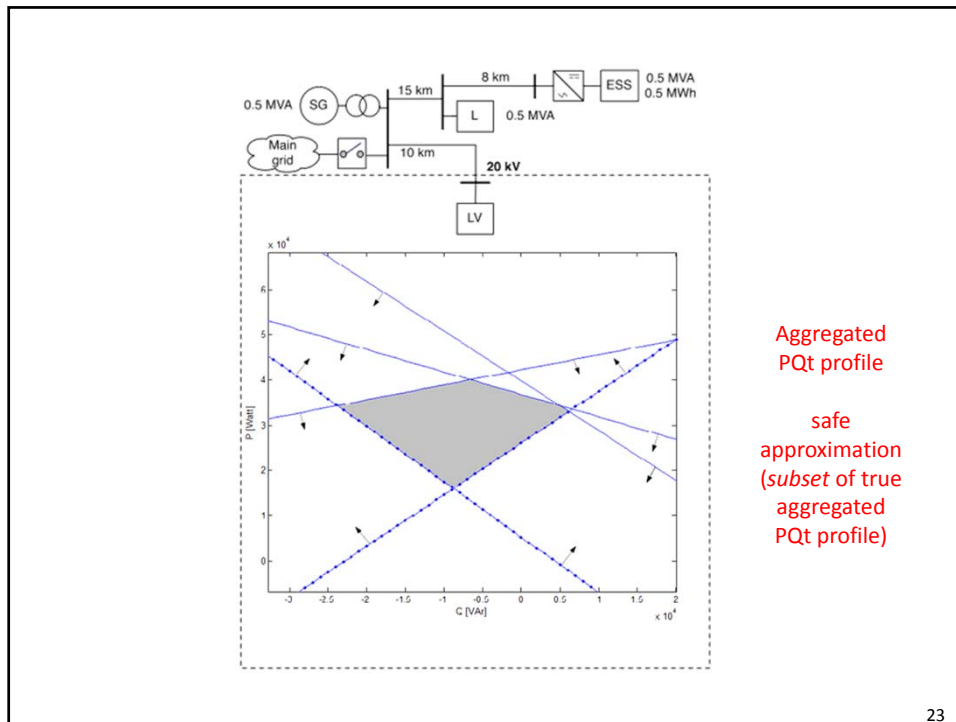 8 km
15 km
0.5 MVA
SG
ESS
0.5 MVA
0.5 MWh
L
0.5 MVA
Main
grid
10 km
20 kV
LV
x 10⁴
6
5
4
3
2
1
0
P [Watt]
-3
-2.5
-2
-1.5
-1
-0.5
0
0.5
1
1.5
2
Q [VAr]
x 10⁴
Aggregated
PQt profile
safe
approximation
(subset of true
aggregated
PQt profile)
23